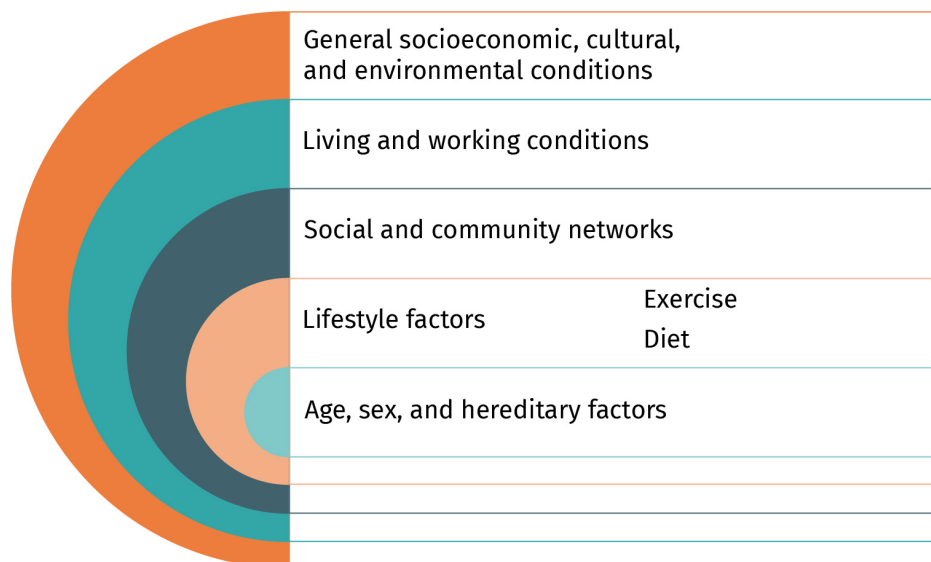 General socioeconomic, cultural,
and environmental conditions
Living and working conditions
Social and community networks
Lifestyle factors
Exercise
Diet
Age, sex, and hereditary factors